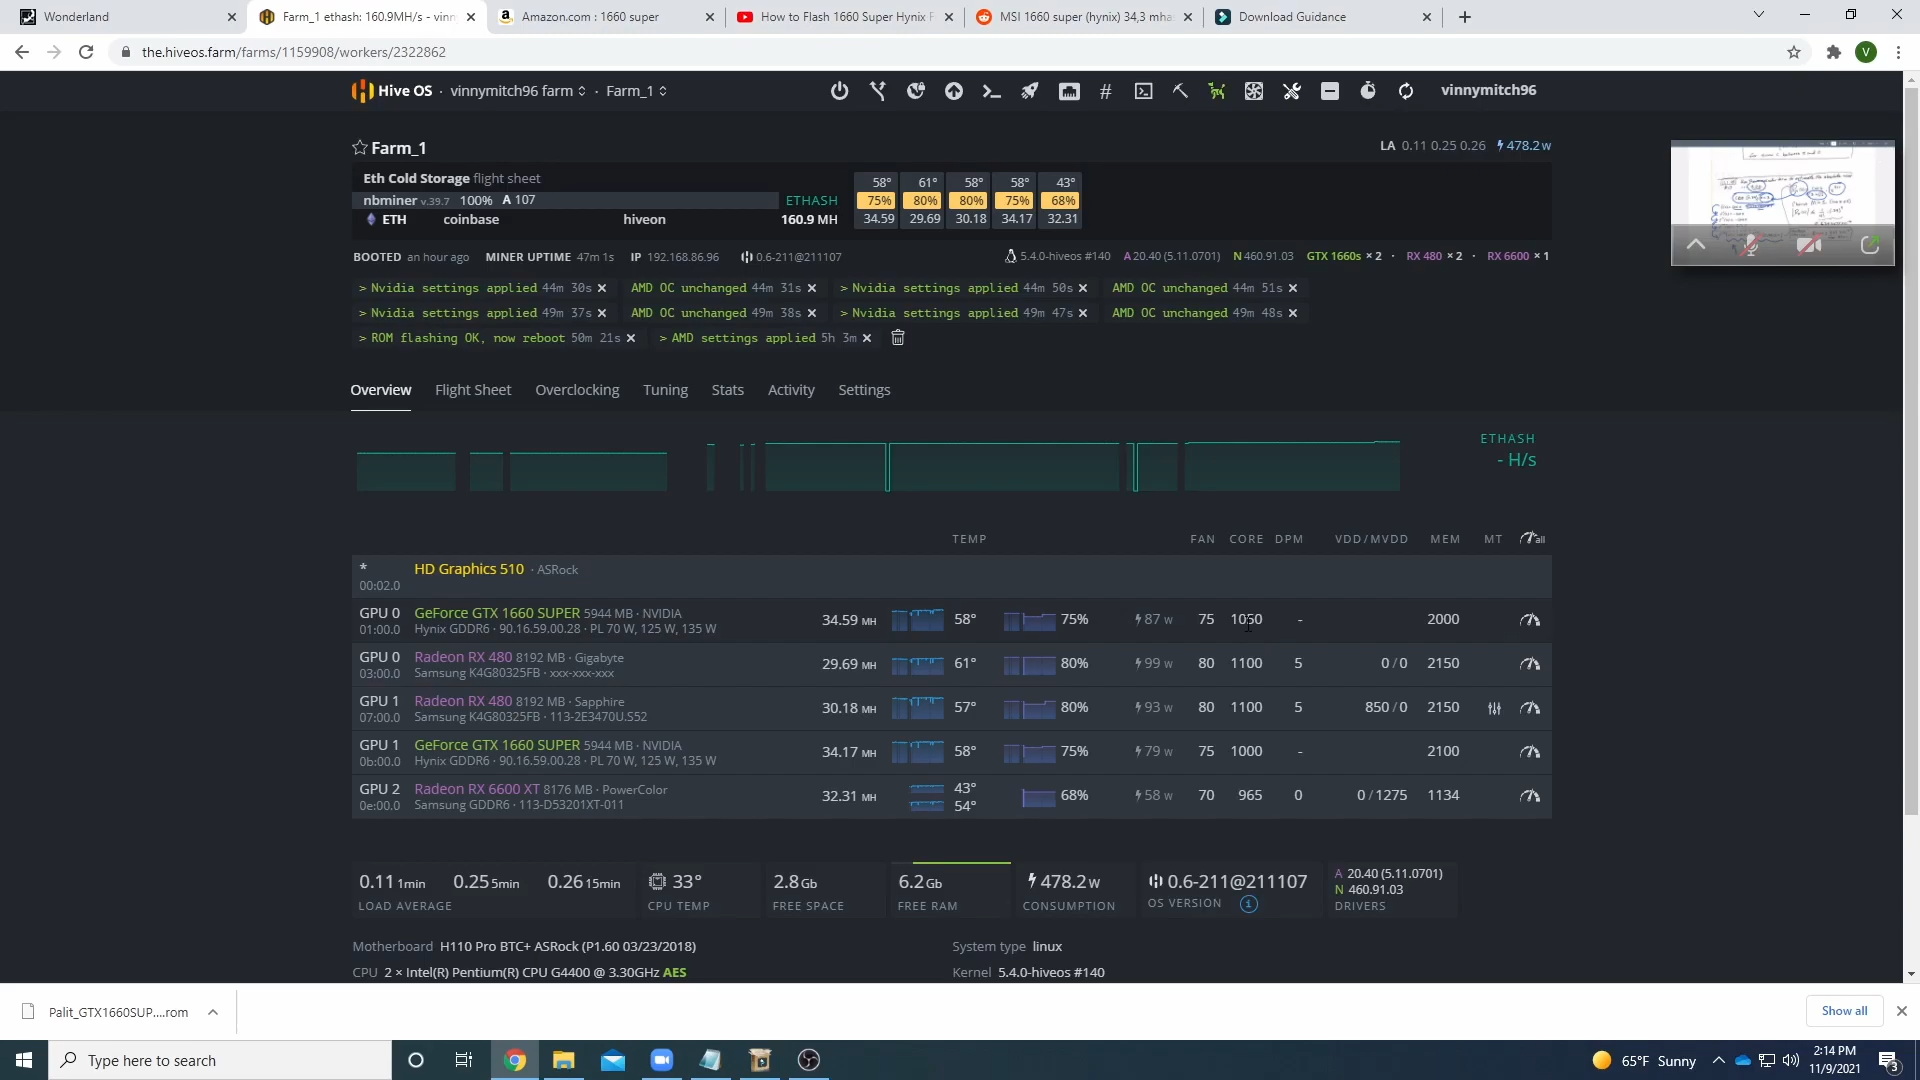 Wonderland
Farm_1 ethash: 160.9MH/s - vinn
Amazon.com : 1660 super
How to Flash 1660 Super Hynix F
MSI 1660 super (hynix) 34,3 mha
Download Guidance
the.hiveos.farm/farms/1159908/workers/2322862
V
Hive OS · vinnymitch96 farm · Farm_1
vinnymitch96
Farm_1
LA 0.11 0.25 0.26 478.2 w
Eth Cold Storage flight sheet
nbminer v.39.7 100% A 107 ETHASH
ETH coinbase hiveon 160.9 MH
58° 61° 58° 58° 43°
75% 80% 80% 75% 68%
34.59 29.69 30.18 34.17 32.31
BOOTED an hour ago MINER UPTIME 47m 1s IP 192.168.86.96 0.6-211@211107 5.4.0-hiveos #140 A 20.40 (5.11.0701) N 460.91.03 GTX 1660s × 2 · RX 480 × 2 · RX 6600 × 1
> Nvidia settings applied 44m 30s × AMD OC unchanged 44m 31s × > Nvidia settings applied 44m 50s × AMD OC unchanged 44m 51s ×
> Nvidia settings applied 49m 37s × AMD OC unchanged 49m 38s × > Nvidia settings applied 49m 47s × AMD OC unchanged 49m 48s ×
> ROM flashing OK, now reboot 50m 21s × > AMD settings applied 5h 3m ×
Overview Flight Sheet Overclocking Tuning Stats Activity Settings
ETHASH
- H/s
TEMP FAN CORE DPM VDD/MVDD MEM MT all
* HD Graphics 510 · ASRock
00:02.0
GPU 0 GeForce GTX 1660 SUPER 5944 MB · NVIDIA 34.59 MH 58° 75% 87 w 75 1050 - 2000
01:00.0 Hynix GDDR6 · 90.16.59.00.28 · PL 70 W, 125 W, 135 W
GPU 0 Radeon RX 480 8192 MB · Gigabyte 29.69 MH 61° 80% 99 w 80 1100 5 0/0 2150
03:00.0 Samsung K4G80325FB · xxx-xxx-xxx
GPU 1 Radeon RX 480 8192 MB · Sapphire 30.18 MH 57° 80% 93 w 80 1100 5 850/0 2150
07:00.0 Samsung K4G80325FB · 113-2E3470U.S52
GPU 1 GeForce GTX 1660 SUPER 5944 MB · NVIDIA 34.17 MH 58° 75% 79 w 75 1000 - 2100
0b:00.0 Hynix GDDR6 · 90.16.59.00.28 · PL 70 W, 125 W, 135 W
GPU 2 Radeon RX 6600 XT 8176 MB · PowerColor 32.31 MH 43° 68% 58 w 70 965 0 0/1275 1134
0e:00.0 Samsung GDDR6 · 113-D53201XT-011 54°
0.11 1min 0.25 5min 0.26 15min 33° 2.8 Gb 6.2 Gb 478.2 w 0.6-211@211107 A 20.40 (5.11.0701)
N 460.91.03
LOAD AVERAGE CPU TEMP FREE SPACE FREE RAM CONSUMPTION OS VERSION DRIVERS
Motherboard H110 Pro BTC+ ASRock (P1.60 03/23/2018) System type linux
CPU 2 × Intel(R) Pentium(R) CPU G4400 @ 3.30GHz AES Kernel 5.4.0-hiveos #140
Palit_GTX1660SUP....rom
Show all
Type here to search
65°F Sunny
2:14 PM
11/9/2021
3